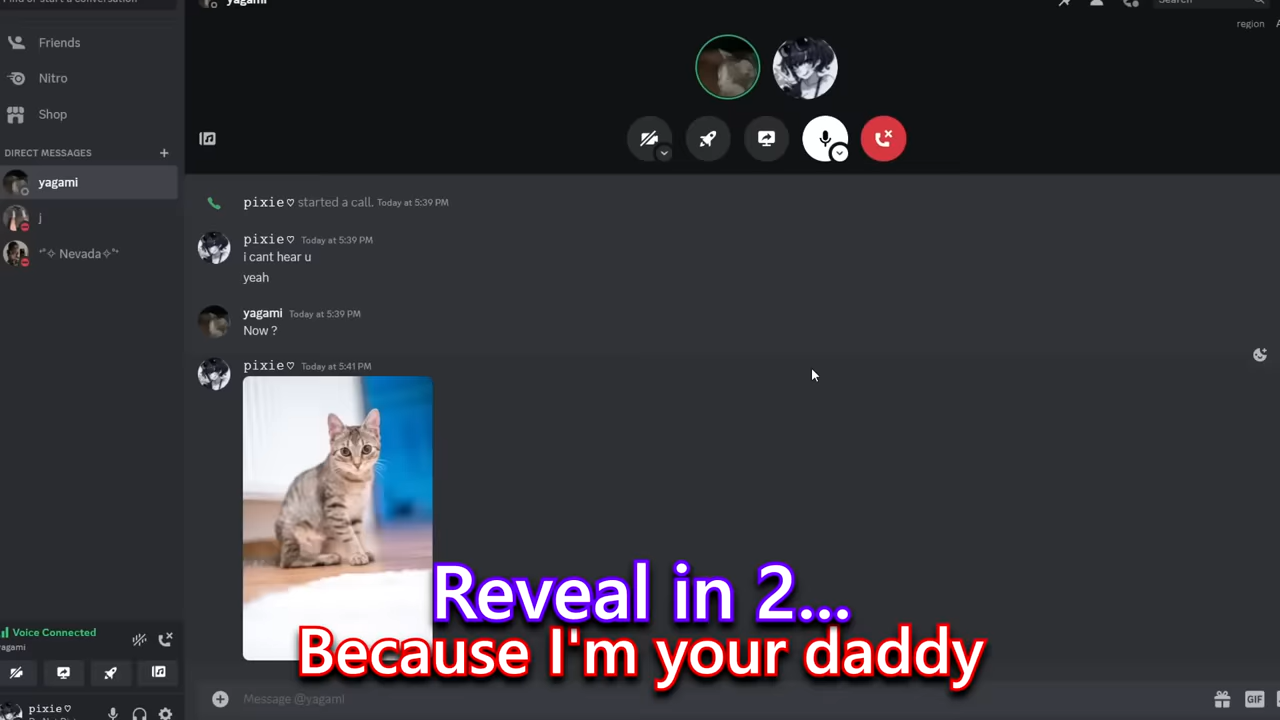 yagami
Search
region
Friends
Nitro
Shop
DIRECT MESSAGES
yagami
j
Nevada
pixie♡ started a call. Today at 5:39 PM
pixie♡ Today at 5:39 PM
i cant hear u
yeah
yagami Today at 5:39 PM
Now ?
pixie♡ Today at 5:41 PM
Reveal in 2...
Because I'm your daddy
Voice Connected
yagami
pixie♡
Message @yagami
GIF